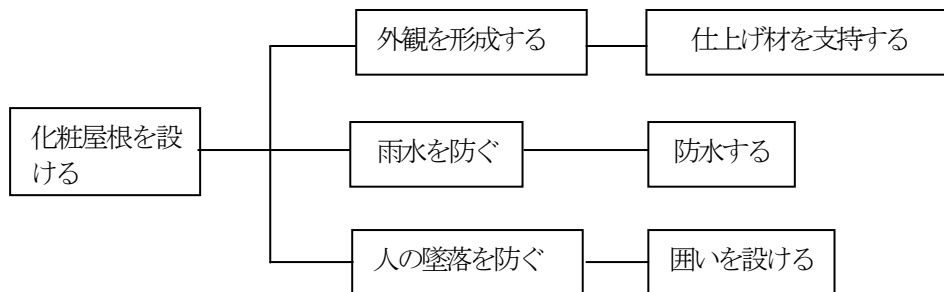 外観を形成する
仕上げ材を支持する
化粧屋根を設
ける
雨水を防ぐ
防水する
人の墜落を防ぐ
囲いを設ける